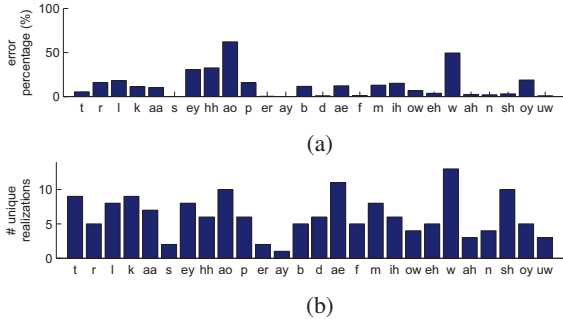 error
percentage (%)
100
50
0
t r l k aa s ey hh ao p er ay b d ae f m ih ow eh w ah n sh oy uw
(a)
# unique
realizations
10
5
0
t r l k aa s ey hh ao p er ay b d ae f m ih ow eh w ah n sh oy uw
(b)